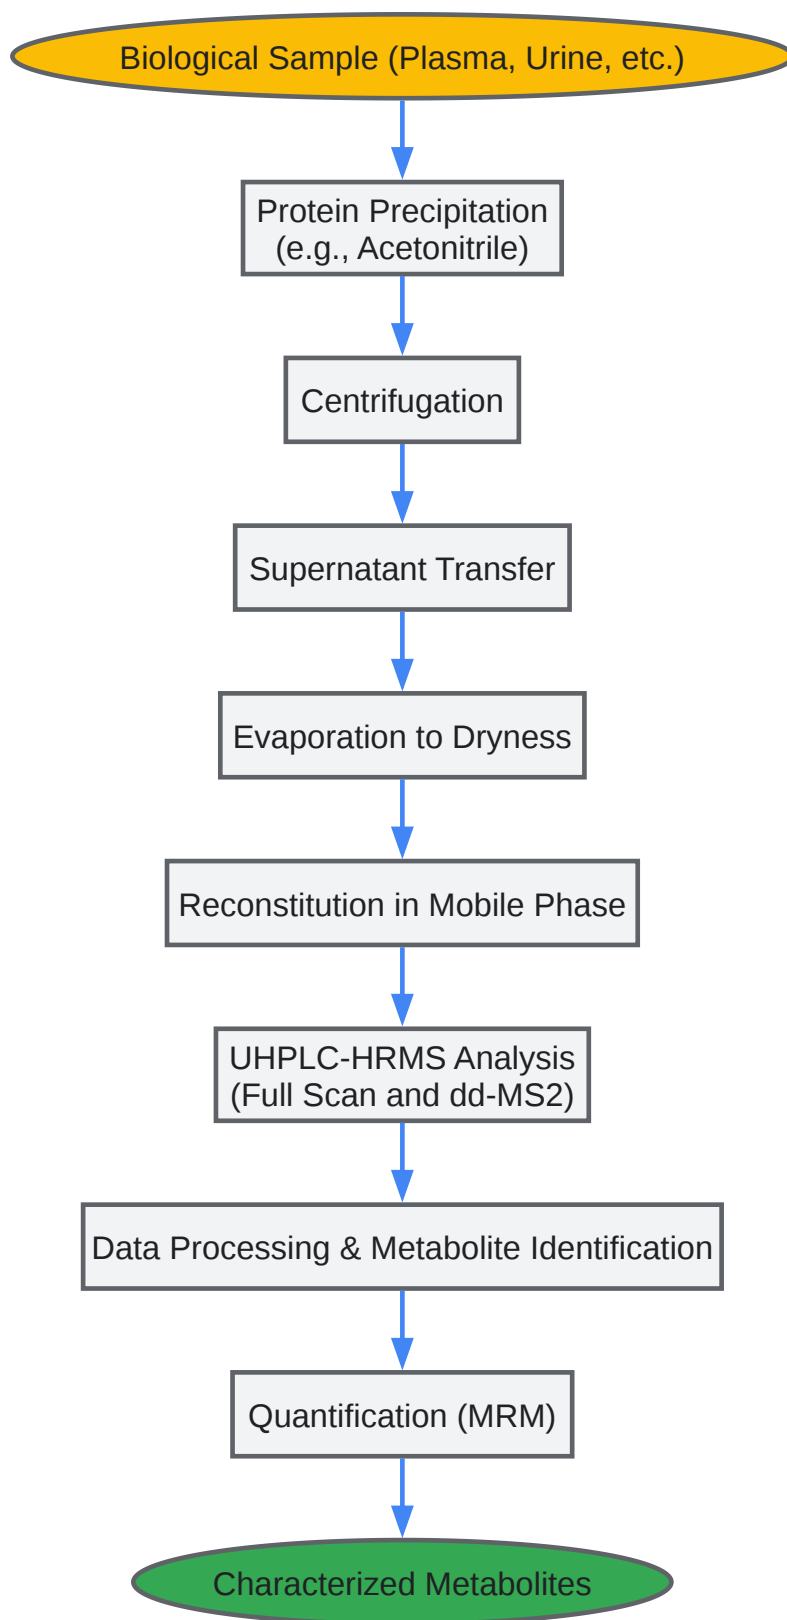 Biological Sample (Plasma, Urine, etc.)
Protein Precipitation
(e.g., Acetonitrile)
Centrifugation
Supernatant Transfer
Evaporation to Dryness
Reconstitution in Mobile Phase
UHPLC-HRMS Analysis
(Full Scan and dd-MS2)
Data Processing & Metabolite Identification
Quantification (MRM)
Characterized Metabolites